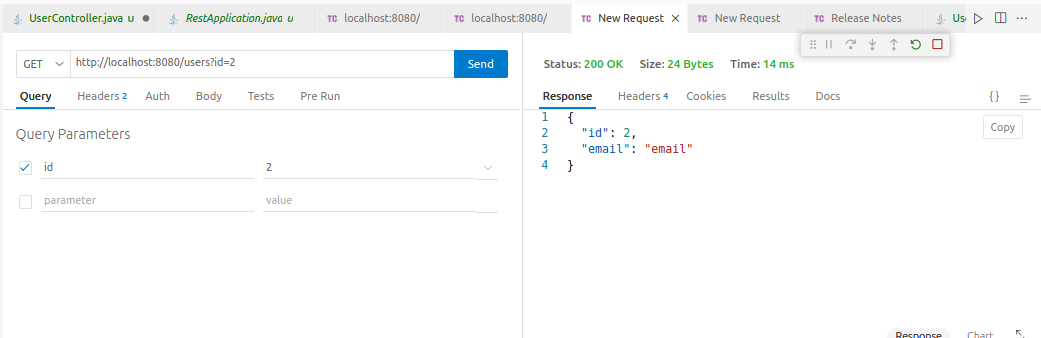 UserController.java U
RestApplication.java U
TC localhost:8080/
TC localhost:8080/
TC New Request
TC New Request
TC Release Notes
Us
GET
http://localhost:8080/users?id=2
Send
Query
Headers 2
Auth
Body
Tests
Pre Run
Query Parameters
id
2
parameter
value
Status: 200 OK
Size: 24 Bytes
Time: 14 ms
Response
Headers 4
Cookies
Results
Docs
{}
Copy
1 {
2 "id": 2,
3 "email": "email"
4 }
Response
Chart